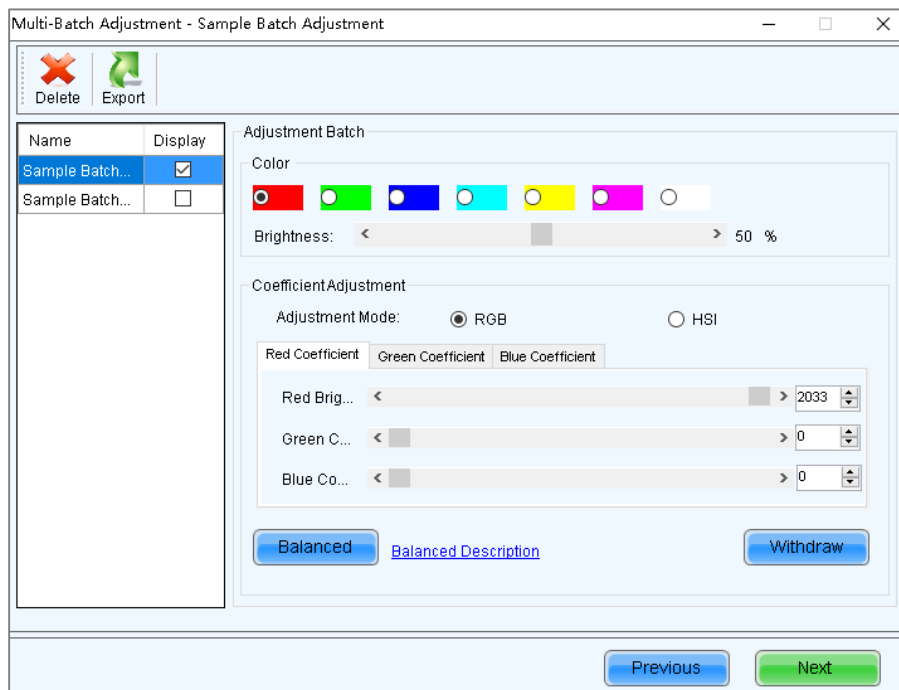 Multi-Batch Adjustment - Sample Batch Adjustment
Delete Export
Name Display
Sample Batch...
Sample Batch...
Adjustment Batch
Color
Brightness: 50 %
Coefficient Adjustment
Adjustment Mode: RGB HSI
Red Coefficient Green Coefficient Blue Coefficient
Red Brig... 2033
Green C... 0
Blue Co... 0
Balanced Balanced Description Withdraw
Previous Next